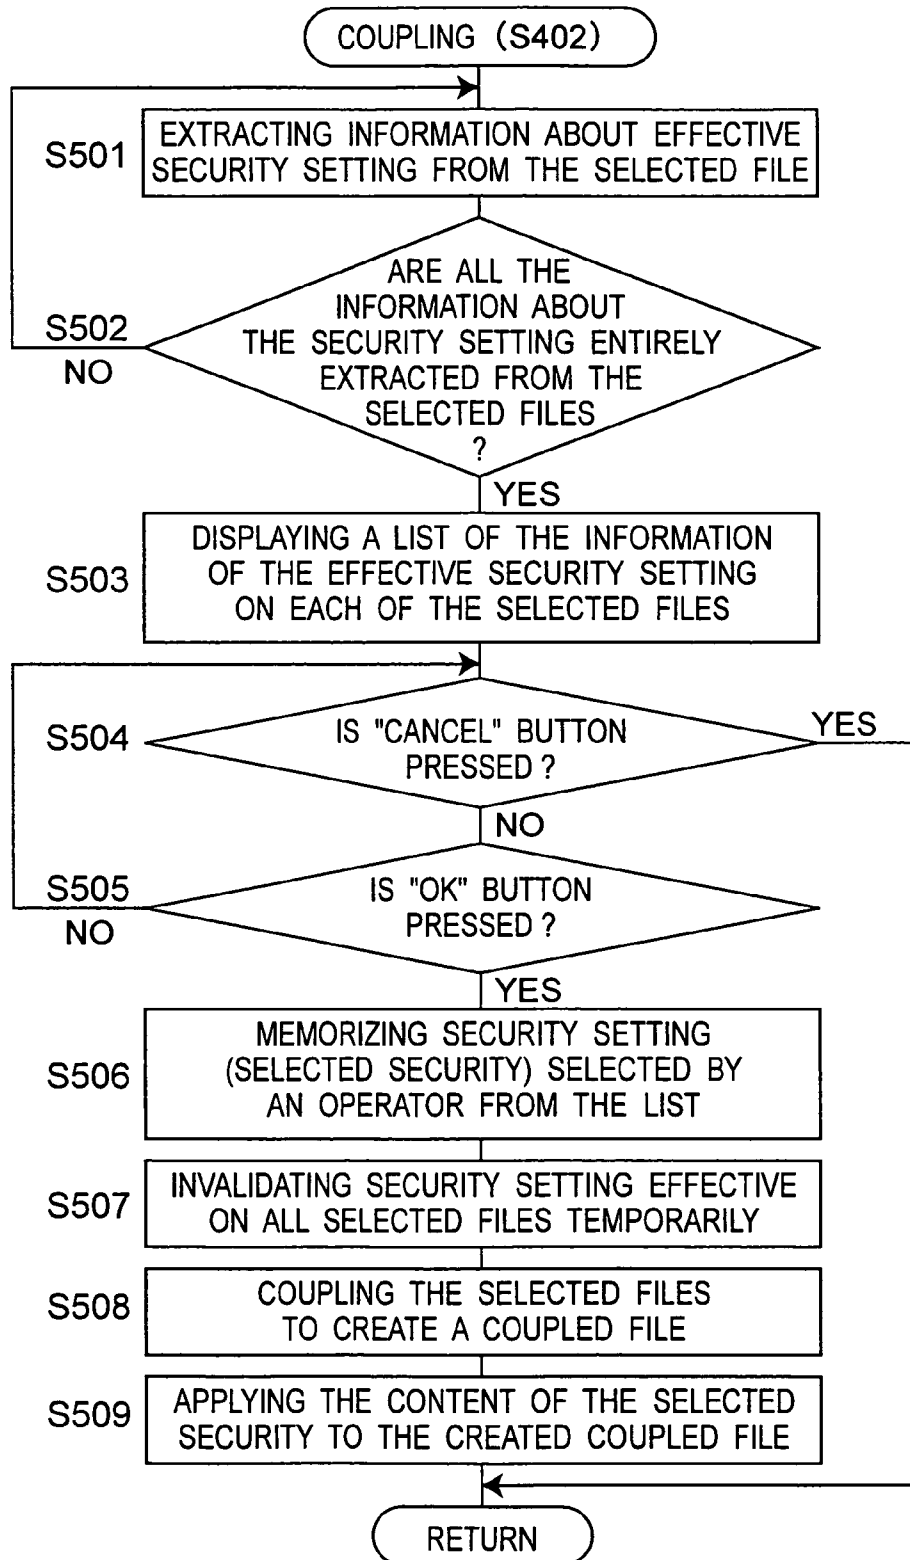 COUPLING (S402)
S501
EXTRACTING INFORMATION ABOUT EFFECTIVE
SECURITY SETTING FROM THE SELECTED FILE
ARE ALL THE
INFORMATION ABOUT
THE SECURITY SETTING ENTIRELY
EXTRACTED FROM THE
SELECTED FILES
?
S502
NO
YES
S503
DISPLAYING A LIST OF THE INFORMATION
OF THE EFFECTIVE SECURITY SETTING
ON EACH OF THE SELECTED FILES
S504
IS "CANCEL" BUTTON
PRESSED ?
YES
NO
S505
IS "OK" BUTTON
PRESSED ?
NO
YES
S506
MEMORIZING SECURITY SETTING
(SELECTED SECURITY) SELECTED BY
AN OPERATOR FROM THE LIST
S507
INVALIDATING SECURITY SETTING EFFECTIVE
ON ALL SELECTED FILES TEMPORARILY
S508
COUPLING THE SELECTED FILES
TO CREATE A COUPLED FILE
S509
APPLYING THE CONTENT OF THE SELECTED
SECURITY TO THE CREATED COUPLED FILE
RETURN